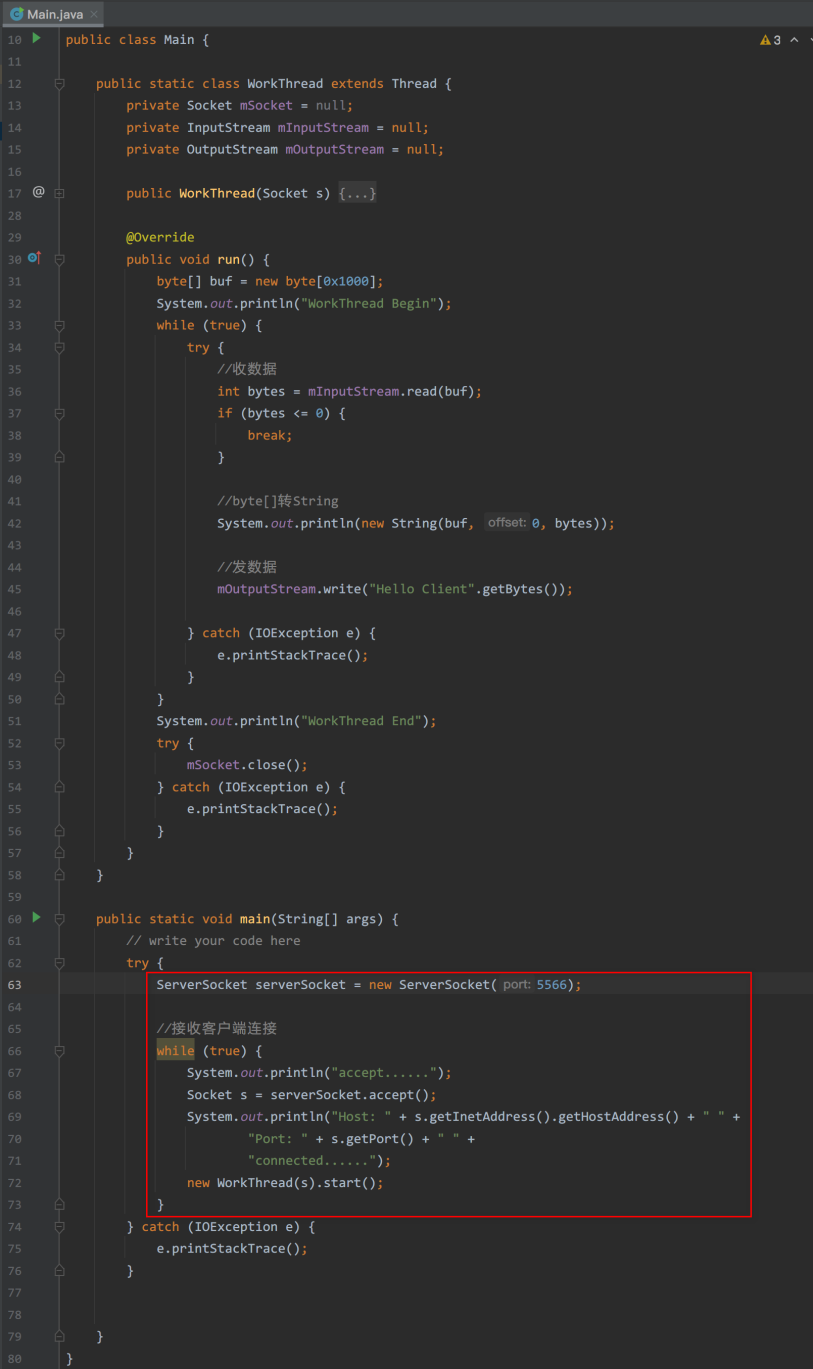 Main.java
3
10 public class Main {
11
12 public static class WorkThread extends Thread {
13 private Socket mSocket = null;
14 private InputStream mInputStream = null;
15 private OutputStream mOutputStream = null;
16
17 @ public WorkThread(Socket s) {...}
28
29 @Override
30 public void run() {
31 byte[] buf = new byte[0x1000];
32 System.out.println("WorkThread Begin");
33 while (true) {
34 try {
35 //收数据
36 int bytes = mInputStream.read(buf);
37 if (bytes <= 0) {
38 break;
39 }
40
41 //byte[]转String
42 System.out.println(new String(buf, offset: 0, bytes));
43
44 //发数据
45 mOutputStream.write("Hello Client".getBytes());
46
47 } catch (IOException e) {
48 e.printStackTrace();
49 }
50 }
51 System.out.println("WorkThread End");
52 try {
53 mSocket.close();
54 } catch (IOException e) {
55 e.printStackTrace();
56 }
57 }
58 }
59
60 public static void main(String[] args) {
61 // write your code here
62 try {
63 ServerSocket serverSocket = new ServerSocket( port: 5566);
64
65 //接收客户端连接
66 while (true) {
67 System.out.println("accept......");
68 Socket s = serverSocket.accept();
69 System.out.println("Host: " + s.getInetAddress().getHostAddress() + " " +
70 "Port: " + s.getPort() + " " +
71 "connected......");
72 new WorkThread(s).start();
73 }
74 } catch (IOException e) {
75 e.printStackTrace();
76 }
77
78
79 }
80 }